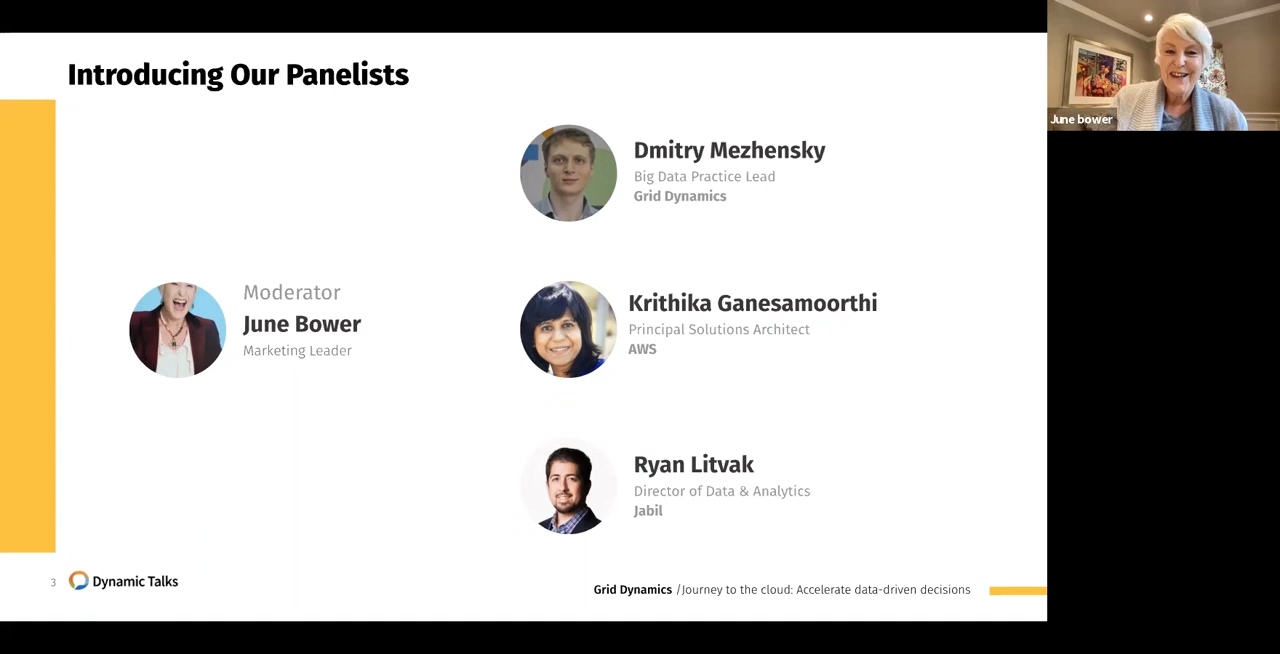 Introducing Our Panelists
June bower
Dmitry Mezhensky
Big Data Practice Lead
Grid Dynamics
Moderator
June Bower
Marketing Leader
Krithika Ganesamoorthi
Principal Solutions Architect
AWS
Ryan Litvak
Director of Data & Analytics
Jabil
3 Dynamic Talks
Grid Dynamics /Journey to the cloud: Accelerate data-driven decisions